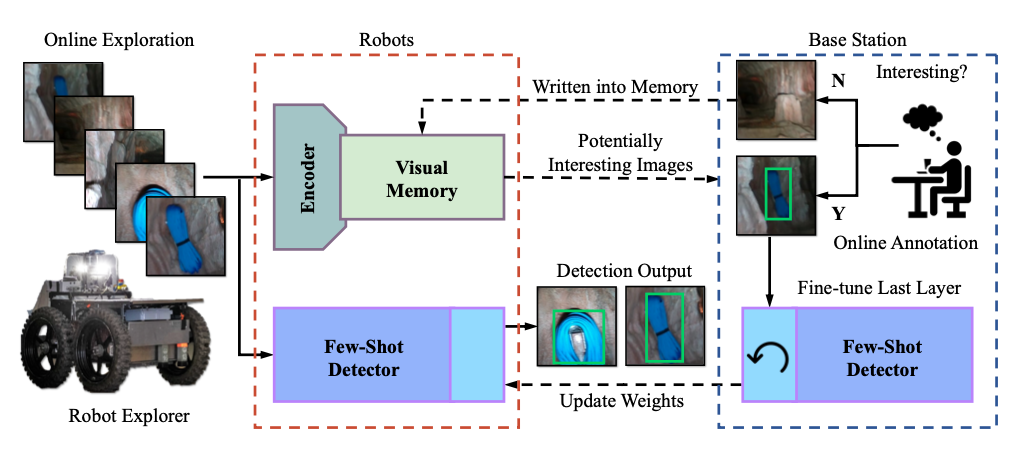 Online Exploration
Robots
Base Station
Written into Memory
N
Interesting?
Encoder
Visual
Memory
Potentially
Interesting Images
Y
Online Annotation
Detection Output
Fine-tune Last Layer
Few-Shot
Detector
Few-Shot
Detector
Update Weights
Robot Explorer